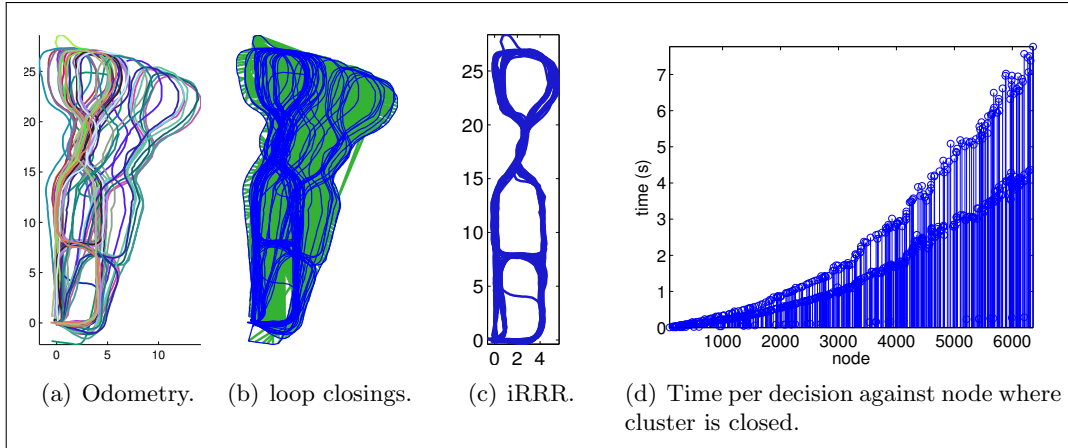 25
20
15
10
5
0
0 5 10
25
20
15
10
5
0
0 2 4
7
6
5
4
3
2
1
0
time (s)
1000 2000 3000 4000 5000 6000
node
(a) Odometry.
(b) loop closings.
(c) iRRR.
(d) Time per decision against node where
cluster is closed.